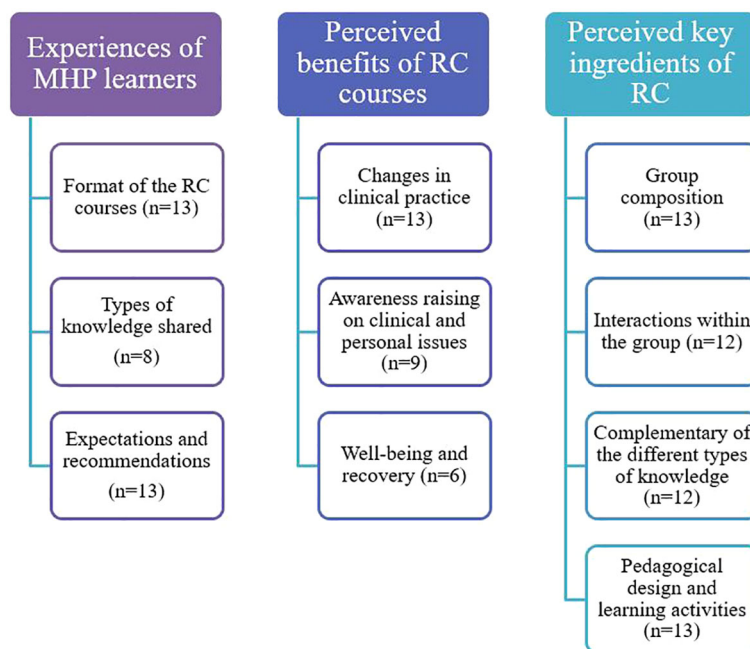 Experiences of
MHP learners
Format of the RC
courses (n=13)
Types of
knowledge shared
(n=8)
Expectations and
recommendations
(n=13)
Perceived
benefits of RC
courses
Changes in
clinical practice
(n=13)
Awareness raising
on clinical and
personal issues
(n=9)
Well-being and
recovery (n=6)
Perceived key
ingredients of
RC
Group
composition
(n=13)
Interactions within
the group (n=12)
Complementary of
the different types
of knowledge
(n=12)
Pedagogical
design and
learning activities
(n=13)